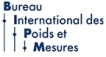 Bureau
International des
Poids et
Mesures